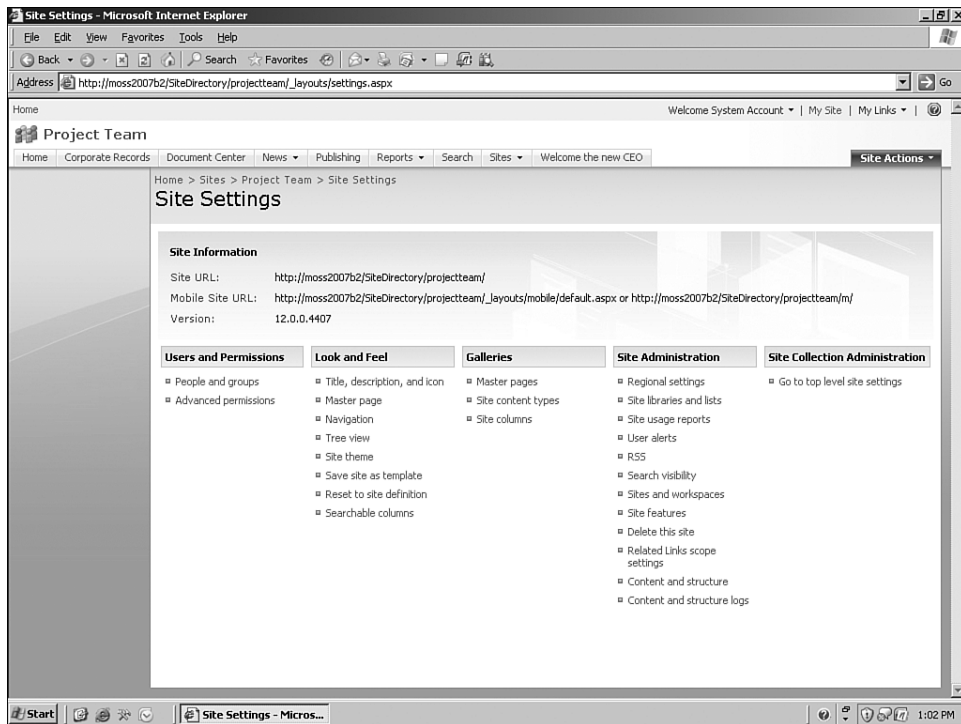 Site Settings - Microsoft Internet Explorer
File Edit View Favorites Tools Help
Back Search Favorites
Address http://moss2007b2/SiteDirectory/projectteam/_layouts/settings.aspx Go
Home Welcome System Account | My Site | My Links |
Project Team
Home Corporate Records Document Center News Publishing Reports Search Sites Welcome the new CEO Site Actions
Home > Sites > Project Team > Site Settings
Site Settings
Site Information
Site URL: http://moss2007b2/SiteDirectory/projectteam/
Mobile Site URL: http://moss2007b2/SiteDirectory/projectteam/_layouts/mobile/default.aspx or http://moss2007b2/SiteDirectory/projectteam/m/
Version: 12.0.0.4407
Users and Permissions
People and groups
Advanced permissions
Look and Feel
Title, description, and icon
Master page
Navigation
Tree view
Site theme
Save site as template
Reset to site definition
Searchable columns
Galleries
Master pages
Site content types
Site columns
Site Administration
Regional settings
Site libraries and lists
Site usage reports
User alerts
RSS
Search visibility
Sites and workspaces
Site features
Delete this site
Related Links scope
settings
Content and structure
Content and structure logs
Site Collection Administration
Go to top level site settings
Start Site Settings - Micros... 1:02 PM